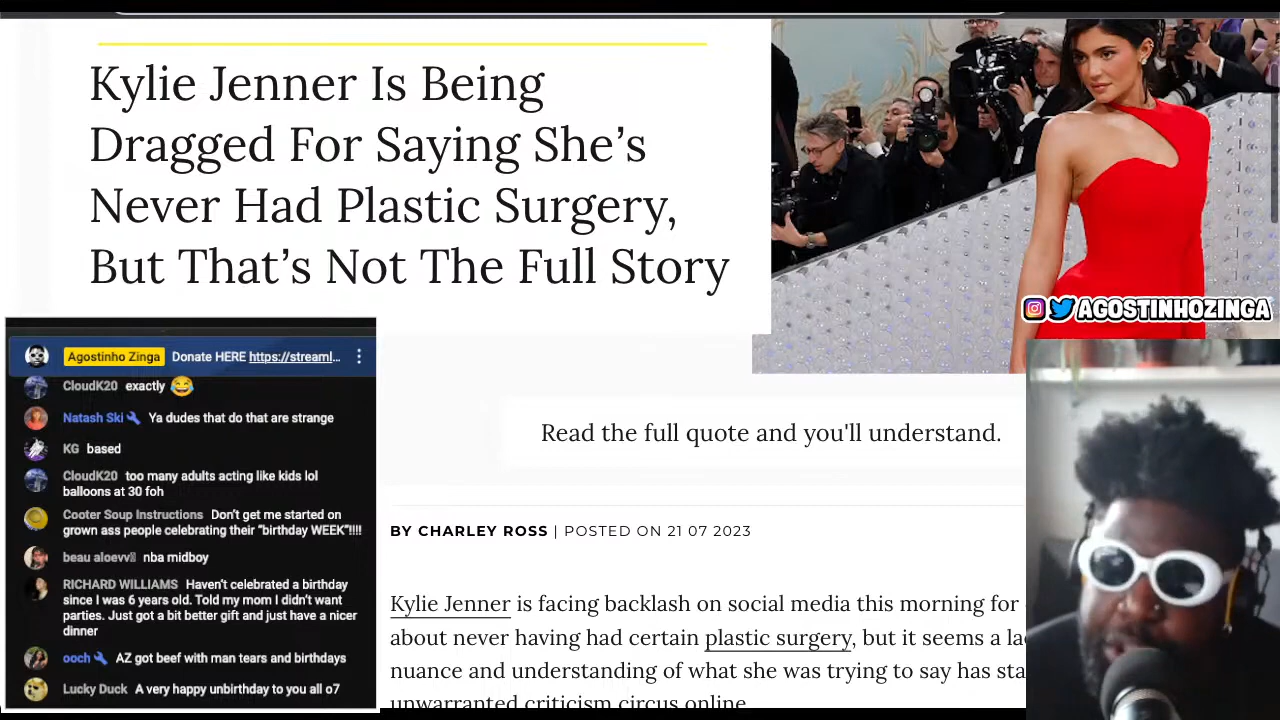 Kylie Jenner Is Being
Dragged For Saying She's
Never Had Plastic Surgery,
But That's Not The Full Story
AGOSTINHOZINGA
Agostinho Zinga Donate HERE https://streaml...
CloudK20 exactly 😂
Natash Ski Ya dudes that do that are strange
KG based
CloudK20 too many adults acting like kids lol
balloons at 30 foh
Cooter Soup Instructions Don't get me started on
grown ass people celebrating their "birthday WEEK"!!!!
beau aloevv nba midboy
RICHARD WILLIAMS Haven't celebrated a birthday
since I was 6 years old. Told my mom I didn't want
parties. Just got a bit better gift and just have a nicer
dinner
ooch AZ got beef with man tears and birthdays
Lucky Duck A very happy unbirthday to you all o7
Read the full quote and you'll understand.
BY CHARLEY ROSS | POSTED ON 21 07 2023
Kylie Jenner is facing backlash on social media this morning for
about never having had certain plastic surgery, but it seems a la
nuance and understanding of what she was trying to say has sta
unwarranted criticism circus online.